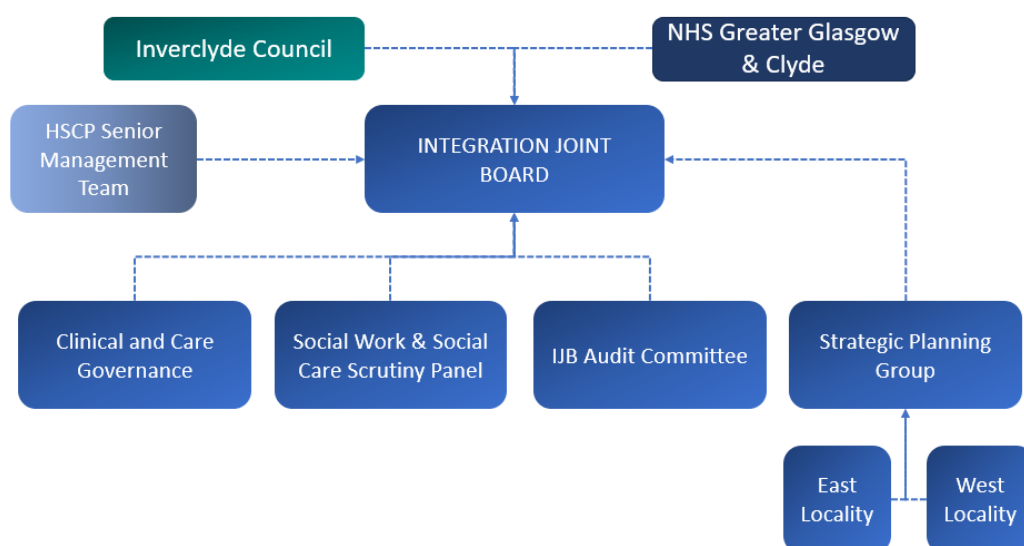 Inverclyde Council
NHS Greater Glasgow
& Clyde
HSCP Senior
Management
Team
INTEGRATION JOINT
BOARD
Clinical and Care
Governance
Social Work & Social
Care Scrutiny Panel
IJB Audit Committee
Strategic Planning
Group
East
Locality
West
Locality